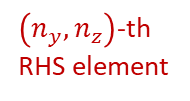 (n_y, n_z)-th
RHS element